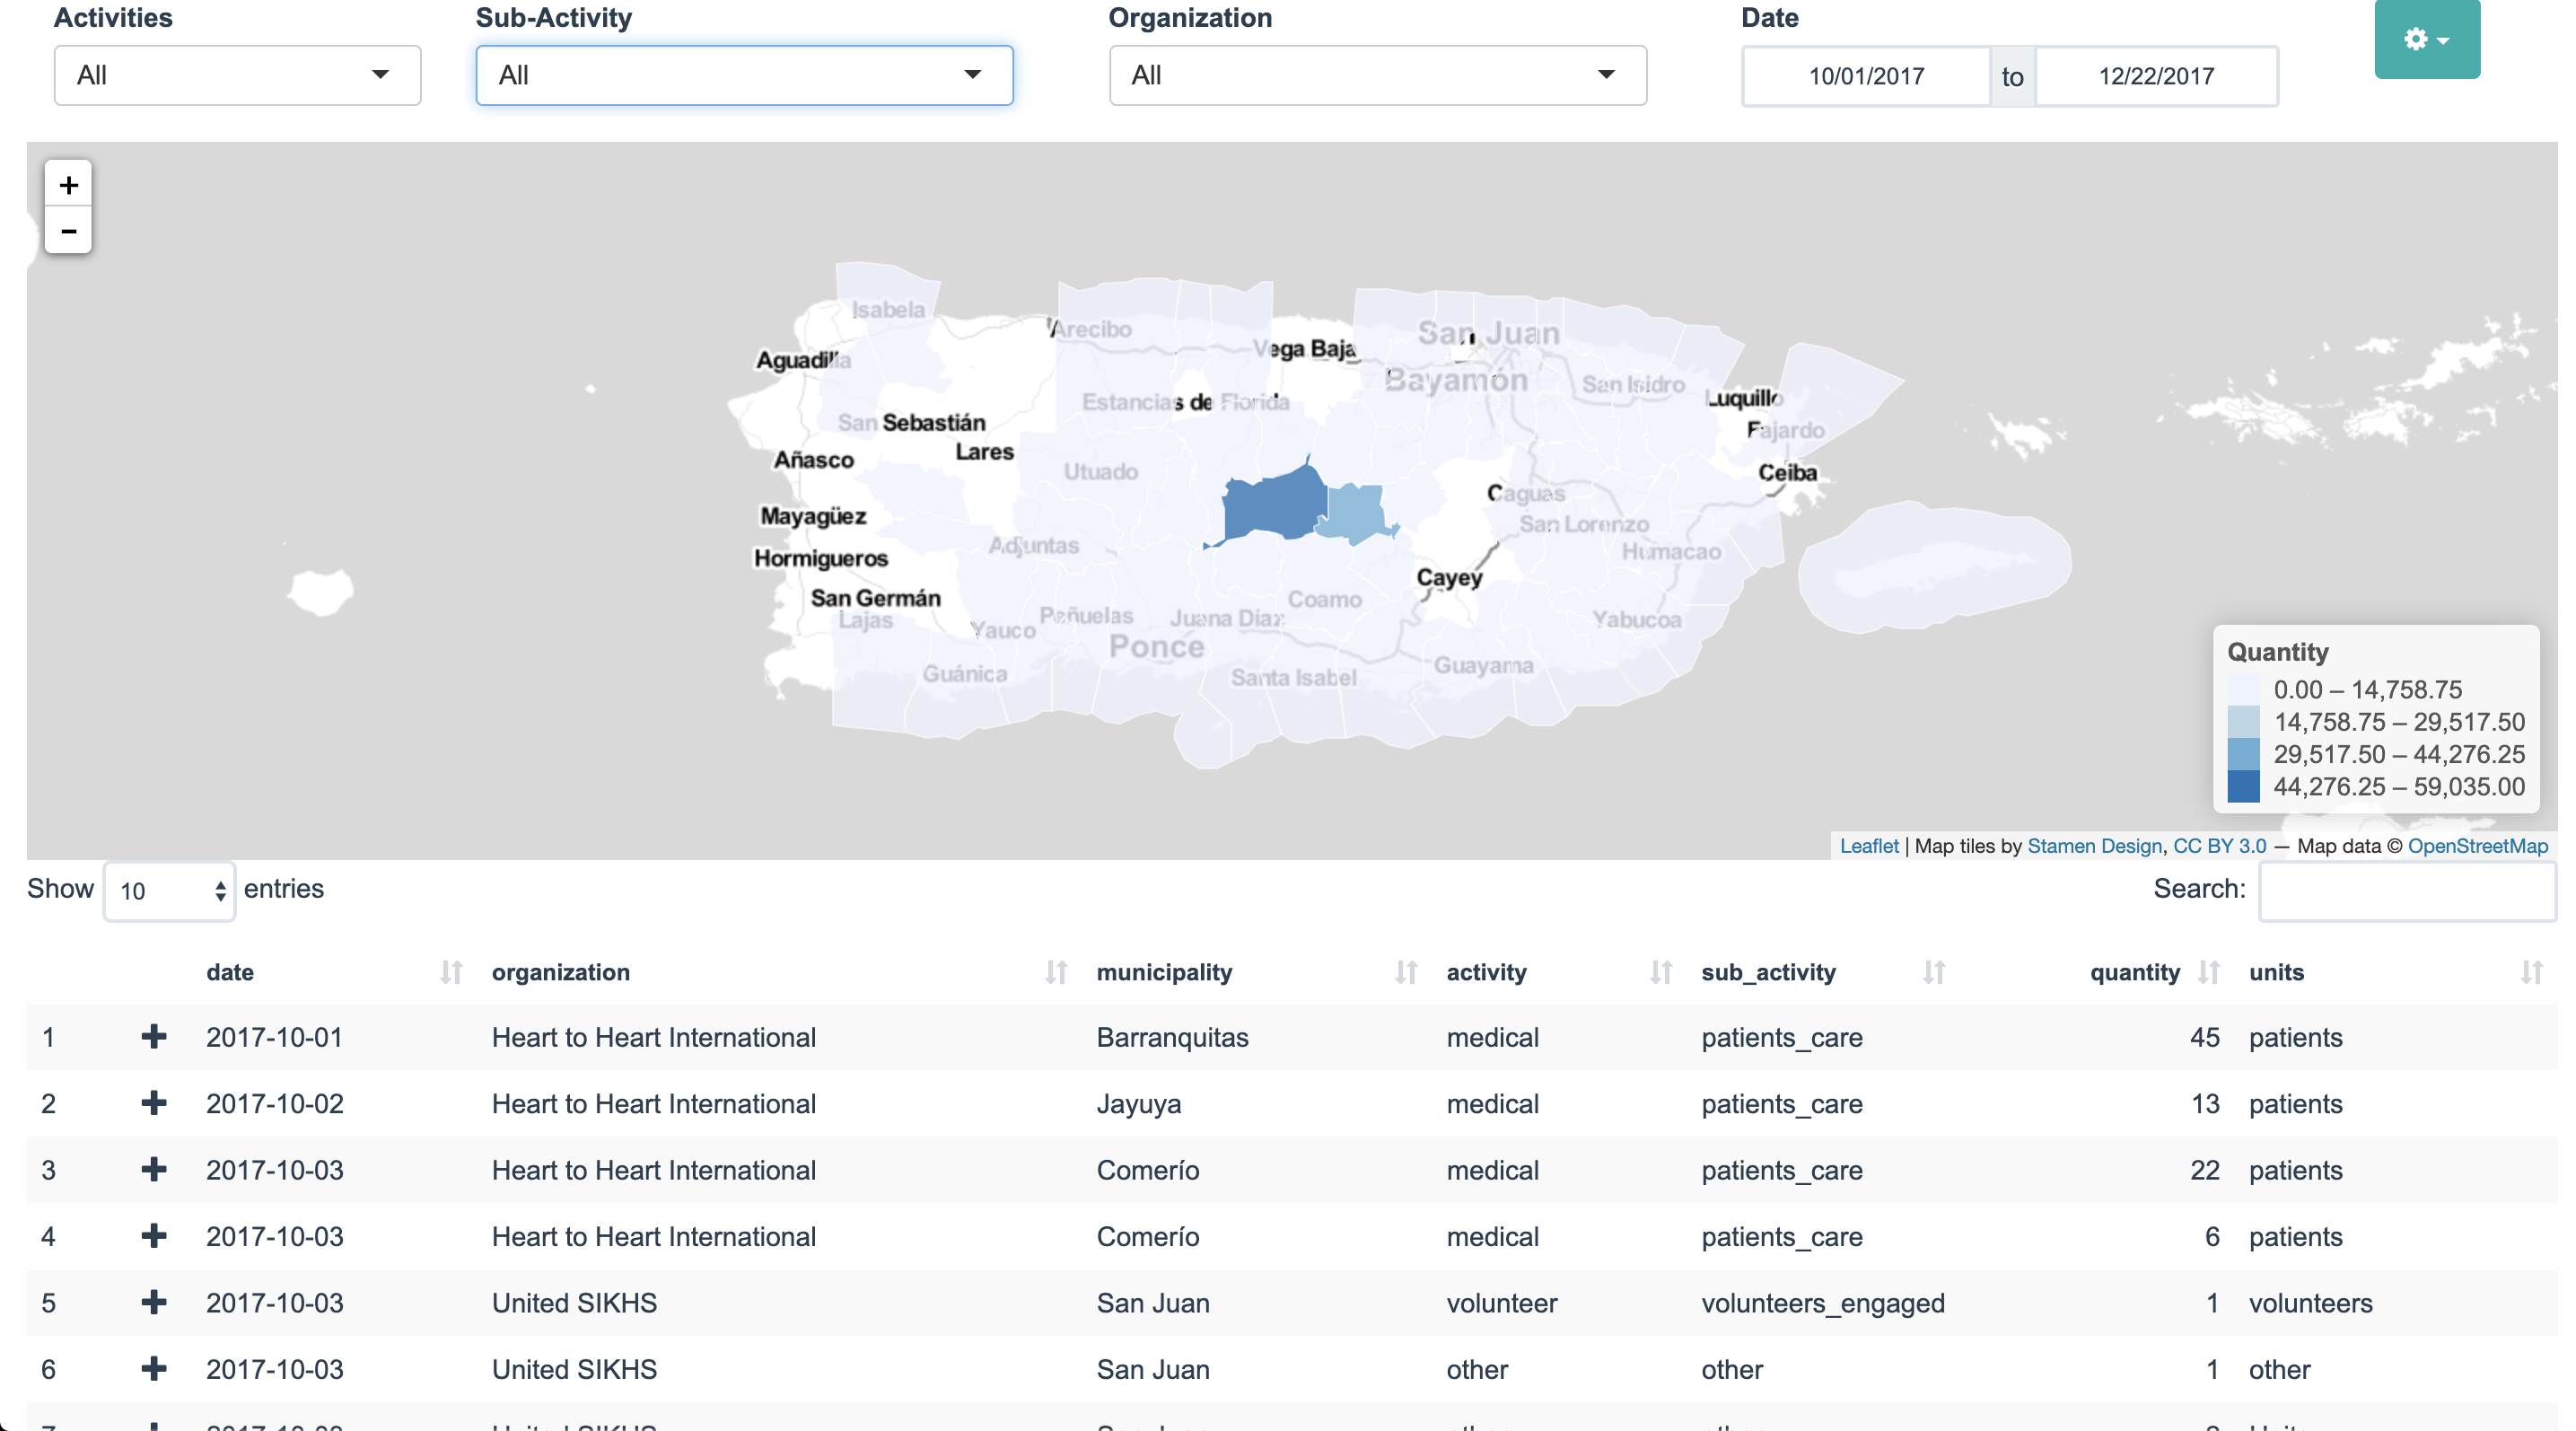 Activities Sub-Activity Organization Date
All All All 10/01/2017 to 12/22/2017
+
−
Isabela
Arecibo
San Juan
Aguadilla
Vega Baja
Bayamón
San Isidro
Luquillo
Estancias de Florida
San Sebastián
Fajardo
Lares
Añasco
Utuado
Ceiba
Caguas
Mayagüez
San Lorenzo
Adjuntas
Humacao
Hormigueros
Cayey
San Germán
Coamo
Lajas
Peñuelas
Juana Díaz
Yabucoa
Yauco
Ponce
Guayama
Guánica
Santa Isabel
Quantity
0.00 – 14,758.75
14,758.75 – 29,517.50
29,517.50 – 44,276.25
44,276.25 – 59,035.00
Leaflet | Map tiles by Stamen Design, CC BY 3.0 — Map data © OpenStreetMap
Show 10 entries Search:
date organization municipality activity sub_activity quantity units
1 2017-10-01 Heart to Heart International Barranquitas medical patients_care 45 patients
2 2017-10-02 Heart to Heart International Jayuya medical patients_care 13 patients
3 2017-10-03 Heart to Heart International Comerío medical patients_care 22 patients
4 2017-10-03 Heart to Heart International Comerío medical patients_care 6 patients
5 2017-10-03 United SIKHS San Juan volunteer volunteers_engaged 1 volunteers
6 2017-10-03 United SIKHS San Juan other other 1 other